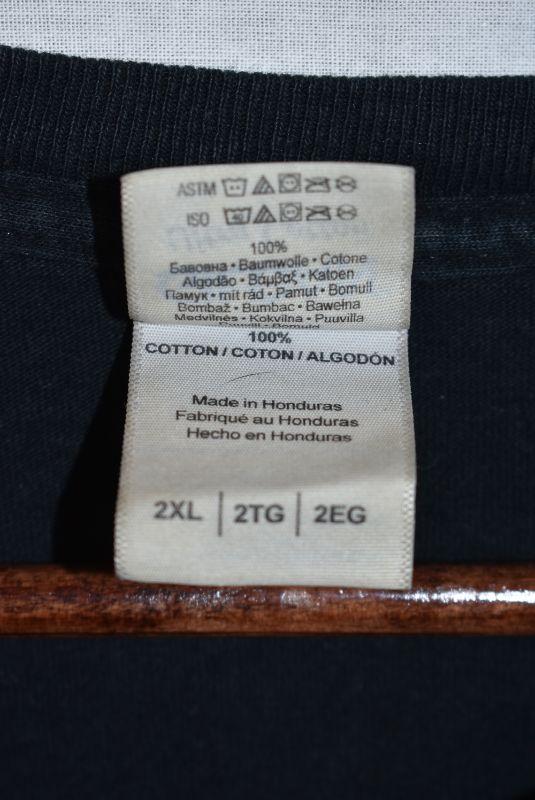 ASTM
ISO
100%
Бавовна • Baumwolle • Cotone
Algodão • Βάμβαξ • Katoen
Памук • mit rád • Pamut • Bomull
Bombaž • Bumbac • Bawełna
Medvilnės • Kokvilna • Puuvilla
100%
COTTON / COTON / ALGODÓN
Made in Honduras
Fabriqué au Honduras
Hecho en Honduras
2XL | 2TG | 2EG